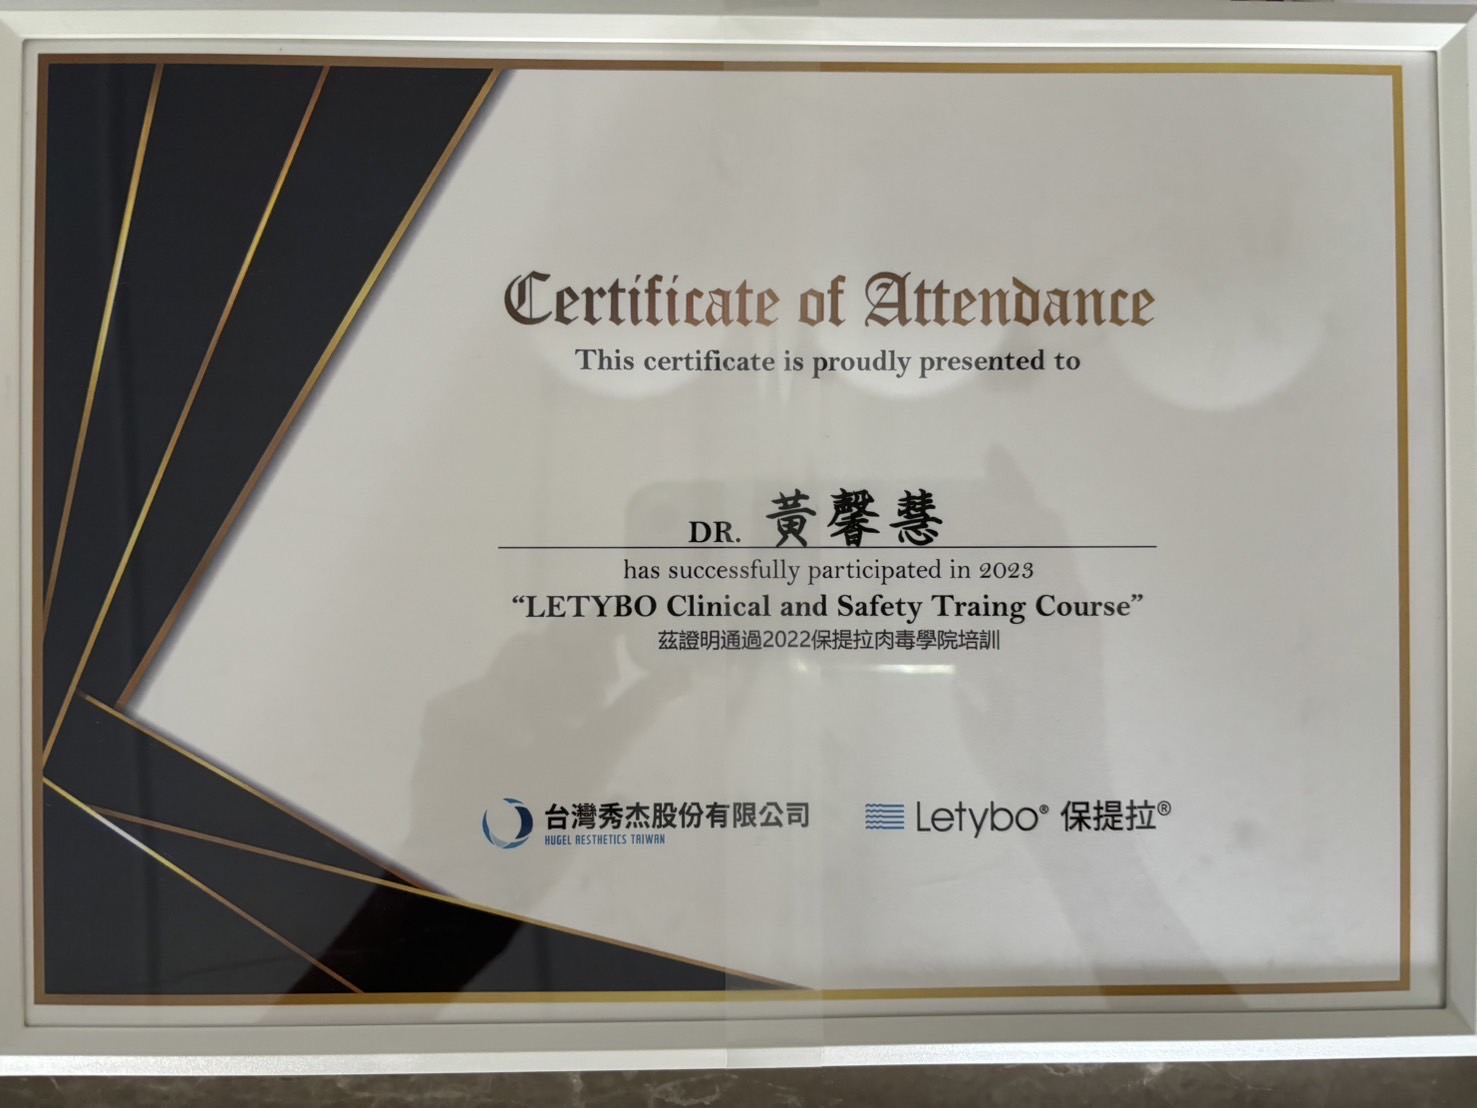 Certificate of Attendance
This certificate is proudly presented to
DR. 黃馨慧
has successfully participated in 2023
“LETYBO Clinical and Safety Traing Course”
茲證明通過2022保提拉肉毒學院培訓
台灣秀杰股份有限公司
HUGEL AESTHETICS TAIWAN
Letybo® 保提拉®